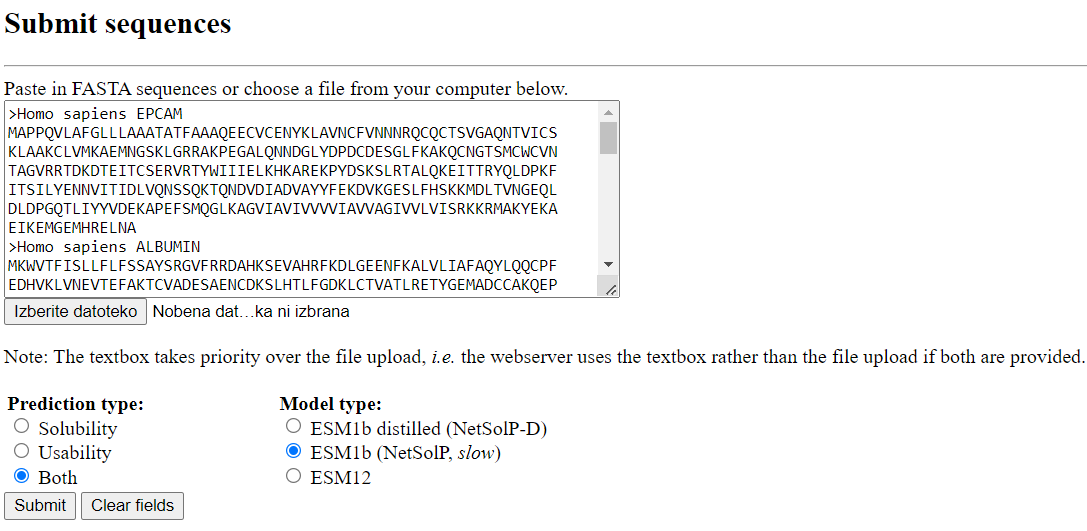 Submit sequences
Paste in FASTA sequences or choose a file from your computer below.
>Homo sapiens EPCAM
MAPPQVLAFGLLLAAATATFAAAQEECVCENYKLAVNCFVNNNRQCQCTSVGAQNTVICS
KLAAKCLVMKAEMNGSKLGRRAKPEGALQNNDGLYDPDCDESGLFKAKQCNGTSMCWCVN
TAGVRRTDKDTEITCSERVRTYWIIIELKHKAREKPYDSKSLRTALQKEITTRYQLDPKF
ITSILYENNVITIDLVQNSSQKTQNDVDIADVAYYFEKDVKGESLFHSKKMDLTVNGEQL
DLDPGQTLIYYVDEKAPEFSMQGLKAGVIAVIVVVVIAVVAGIVVLVISRKKRMAKYEKA
EIKEMGEMHRELNA
>Homo sapiens ALBUMIN
MKWVTFISLLFLFSSAYSRGVFRRDAHKSEVAHRFKDLGEENFKALVLIAFAQYLQQCPF
EDHVKLVNEVTEFAKTCVADESAENCDKSLHTLFGDKLCTVATLRETYGEMADCCAKQEP
Izberite datoteko Nobena dat…ka ni izbrana
Note: The textbox takes priority over the file upload, i.e. the webserver uses the textbox rather than the file upload if both are provided.
Prediction type: Model type:
Solubility ESM1b distilled (NetSolP-D)
Usability ESM1b (NetSolP, slow)
Both ESM12
Submit Clear fields